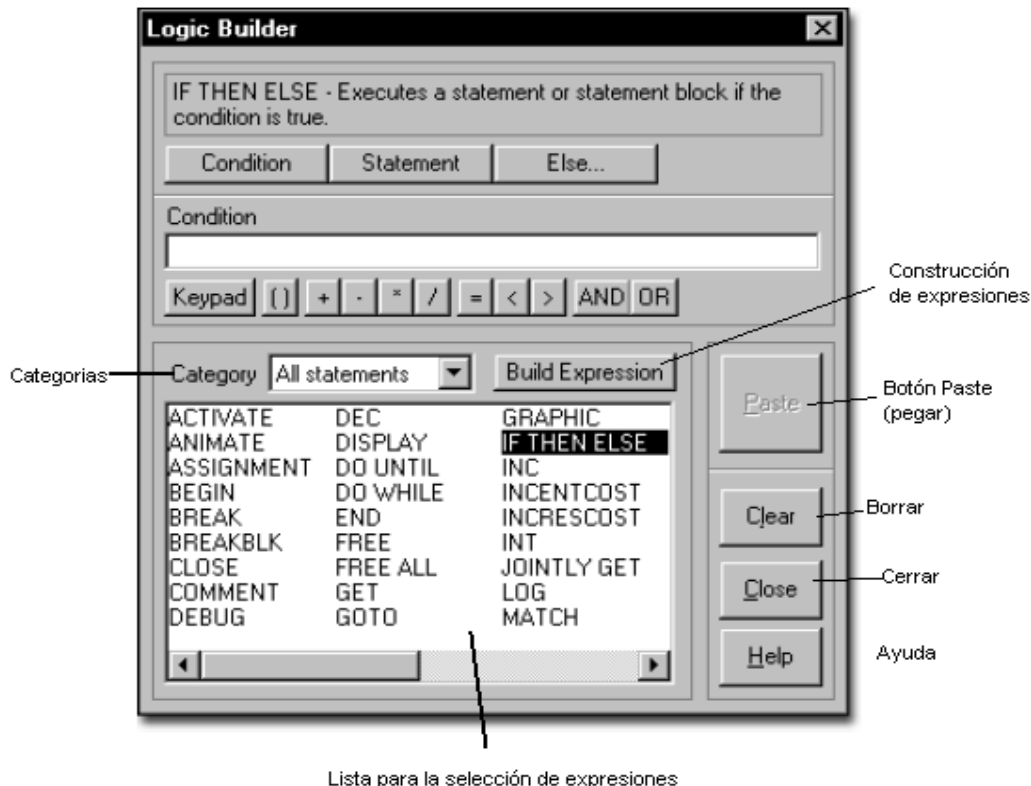 Logic Builder
IF THEN ELSE - Executes a statement or statement block if the
condition is true.
Condition Statement Else...
Condition
Keypad ( ) + - * / = < > AND OR
Construcción
de expresiones
Categorias Category All statements Build Expression
Paste
Botón Paste
(pegar)
ACTIVATE DEC GRAPHIC
ANIMATE DISPLAY IF THEN ELSE
ASSIGNMENT DO UNTIL INC
BEGIN DO WHILE INCENTCOST
BREAK END INCRESCOST
BREAKBLK FREE INT
CLOSE FREE ALL JOINTLY GET
COMMENT GET LOG
DEBUG GOTO MATCH
Clear Borrar
Close Cerrar
Help Ayuda
Lista para la selección de expresiones